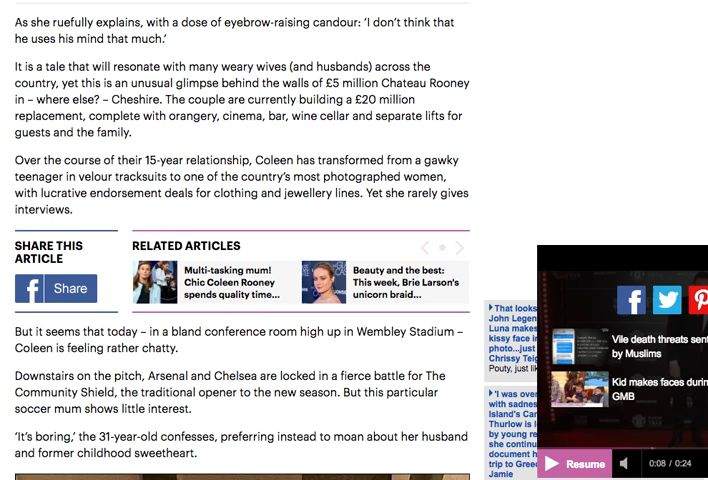 As she ruefully explains, with a dose of eyebrow-raising candour: ‘I don’t think that
he uses his mind that much.’
It is a tale that will resonate with many weary wives (and husbands) across the
country, yet this is an unusual glimpse behind the walls of £5 million Chateau Rooney
in – where else? – Cheshire. The couple are currently building a £20 million
replacement, complete with orangery, cinema, bar, wine cellar and separate lifts for
guests and the family.
Over the course of their 15-year relationship, Coleen has transformed from a gawky
teenager in velour tracksuits to one of the country’s most photographed women,
with lucrative endorsement deals for clothing and jewellery lines. Yet she rarely gives
interviews.
SHARE THIS
ARTICLE
f Share
RELATED ARTICLES
Multi-tasking mum!
Chic Coleen Rooney
spends quality time...
Beauty and the best:
This week, Brie Larson's
unicorn braid...
But it seems that today – in a bland conference room high up in Wembley Stadium –
Coleen is feeling rather chatty.
Downstairs on the pitch, Arsenal and Chelsea are locked in a fierce battle for The
Community Shield, the traditional opener to the new season. But this particular
soccer mum shows little interest.
‘It’s boring,’ the 31-year-old confesses, preferring instead to moan about her husband
and former childhood sweetheart.
That looks
John Legen
Luna makes
kissy face in
photo...just
Chrissy Teig
Pouty, just lik
'I was over
with sadnes
Island's Car
Thurlow is l
by young re
she continu
document h
trip to Greec
Jamie
Vile death threats sent
by Muslims
Kid makes faces durin
GMB
Resume
0:08 / 0:24